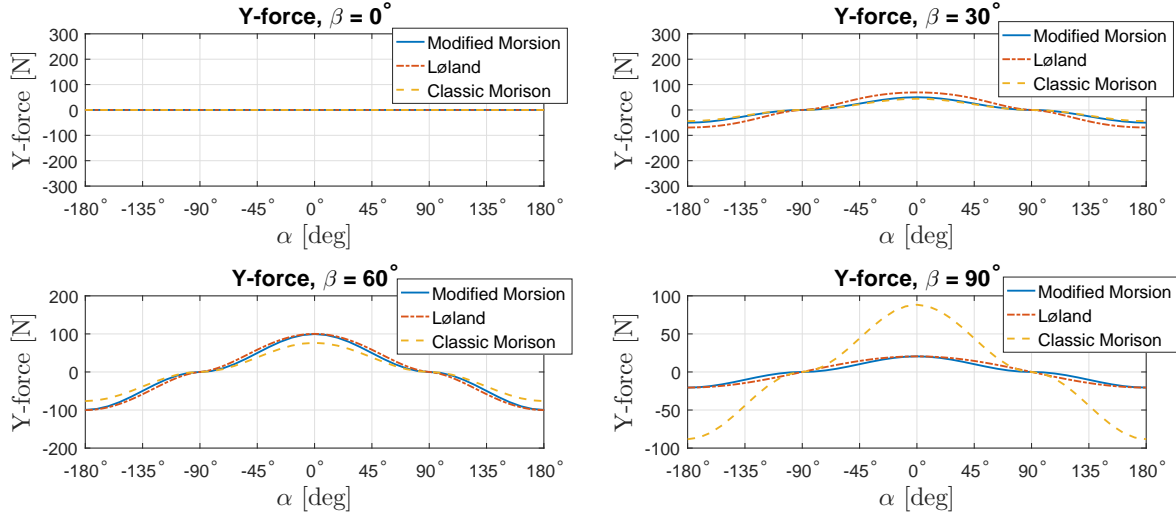 Y-force, β = 0°
Y-force [N]
300
200
100
0
-100
-200
-300
-180° -135° -90° -45° 0° 45° 90° 135° 180°
α [deg]
Modified Morsion
Løland
Classic Morison
Y-force, β = 30°
Y-force [N]
300
200
100
0
-100
-200
-300
-180° -135° -90° -45° 0° 45° 90° 135° 180°
α [deg]
Modified Morsion
Løland
Classic Morison
Y-force, β = 60°
Y-force [N]
200
100
0
-100
-200
-180° -135° -90° -45° 0° 45° 90° 135° 180°
α [deg]
Modified Morsion
Løland
Classic Morison
Y-force, β = 90°
Y-force [N]
100
50
0
-50
-100
-180° -135° -90° -45° 0° 45° 90° 135° 180°
α [deg]
Modified Morsion
Løland
Classic Morison